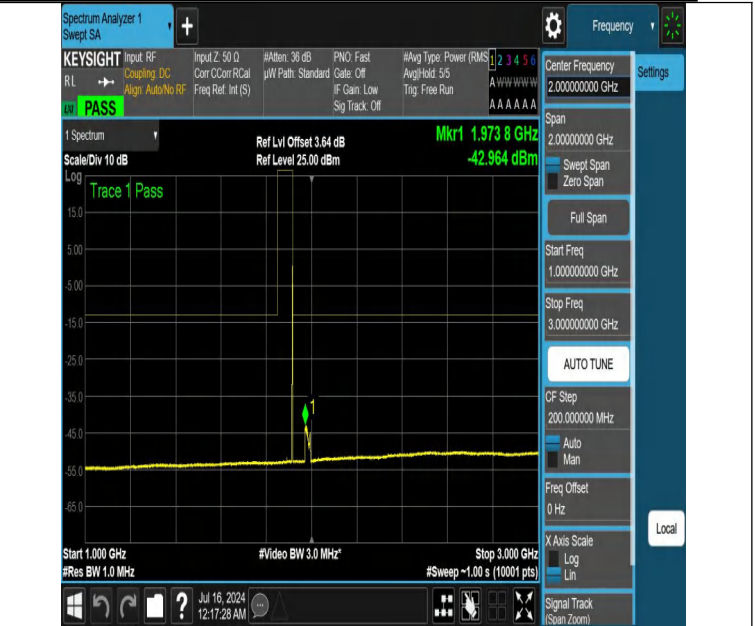 Spectrum Analyzer 1
Swept SA
+
Frequency
KEYSIGHT
RL
PASS
Input: RF
Coupling: DC
Align: Auto/No RF
Input Z: 50 Ω
Corr CCorr RCal
Freq Ref: Int (S)
#Atten: 36 dB
µW Path: Standard
PNO: Fast
Gate: Off
IF Gain: Low
Sig Track: Off
#Avg Type: Power (RMS
Avg|Hold: 5/5
Trig: Free Run
1 2 3 4 5 6
A W W W W W
A A A A A A
1 Spectrum
Scale/Div 10 dB
Ref Lvl Offset 3.64 dB
Ref Level 25.00 dBm
Mkr1 1.973 8 GHz
-42.964 dBm
Log
Trace 1 Pass
15.0
5.00
-5.00
-15.0
-25.0
-35.0
1
-45.0
-55.0
-65.0
Start 1.000 GHz
#Res BW 1.0 MHz
#Video BW 3.0 MHz*
Stop 3.000 GHz
#Sweep ~1.00 s (10001 pts)
Center Frequency
2.000000000 GHz
Span
2.00000000 GHz
Swept Span
Zero Span
Full Span
Start Freq
1.000000000 GHz
Stop Freq
3.000000000 GHz
AUTO TUNE
CF Step
200.000000 MHz
Auto
Man
Freq Offset
0 Hz
X Axis Scale
Log
Lin
Signal Track
(Span Zoom)
Settings
Local
?
Jul 16, 2024
12:17:28 AM